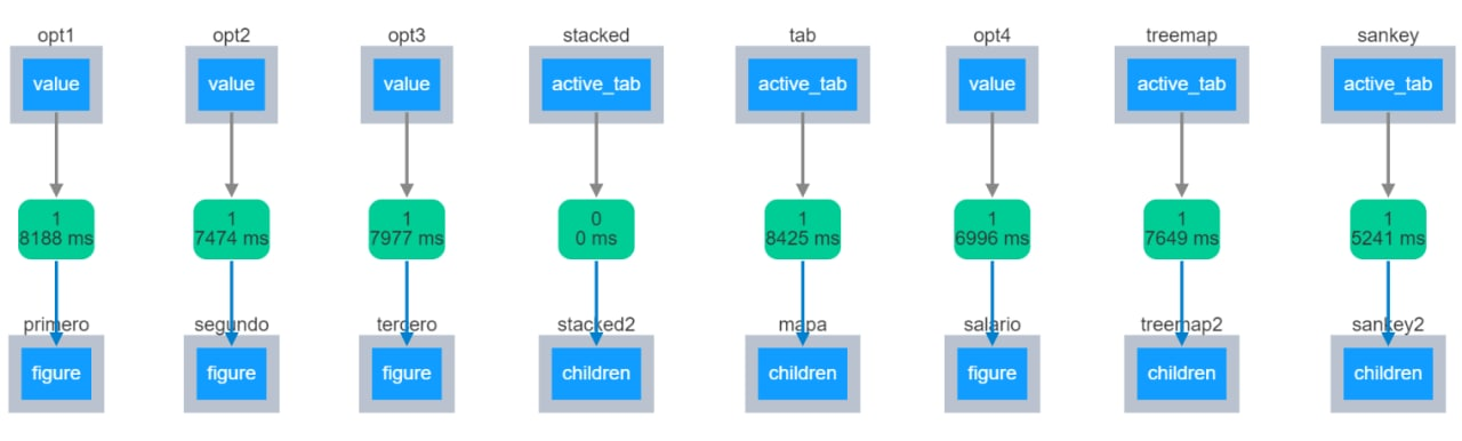 opt1 opt2 opt3 stacked tab opt4 treemap sankey
value value value active_tab active_tab value active_tab active_tab
1 1 1 0 1 1 1 1
8188 ms 7474 ms 7977 ms 0 ms 8425 ms 6996 ms 7649 ms 5241 ms
primero segundo tercero stacked2 mapa salario treemap2 sankey2
figure figure figure children children figure children children